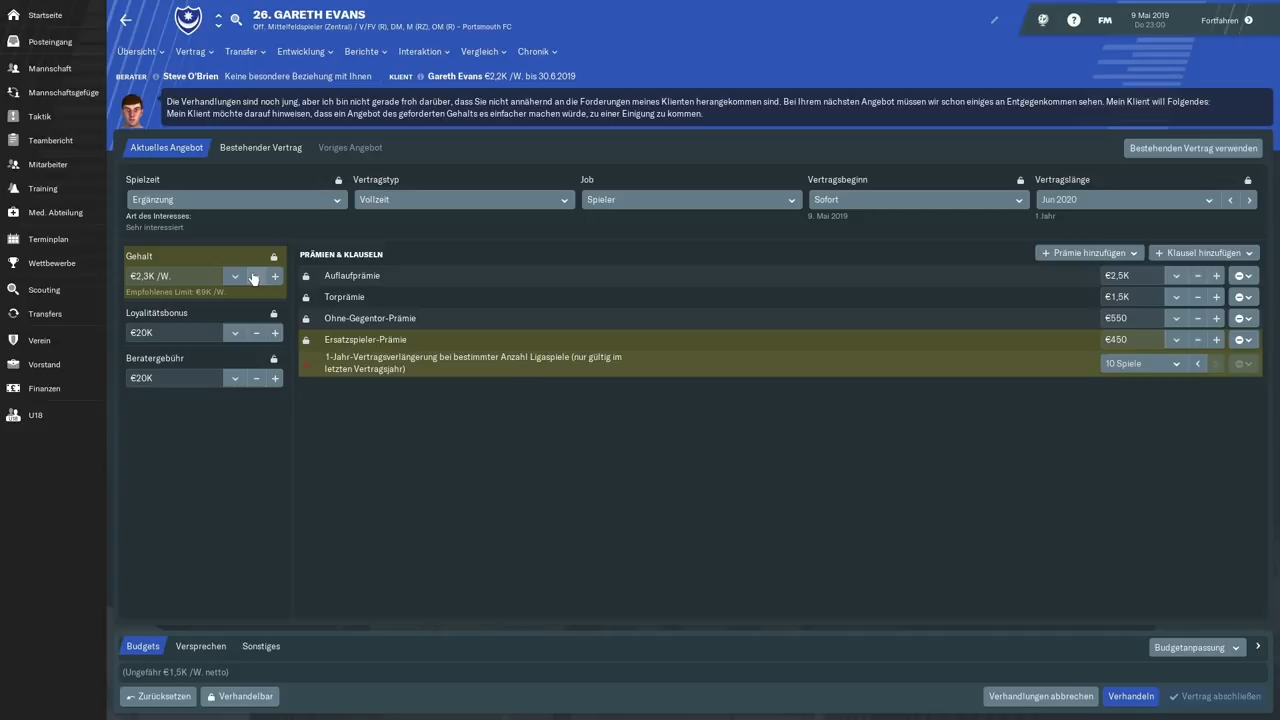 Startseite
Posteingang
Mannschaft
Mannschaftsgefüge
Taktik
Teambericht
Mitarbeiter
Training
Med. Abteilung
Terminplan
Wettbewerbe
Scouting
Transfers
Verein
Vorstand
Finanzen
U18
26. GARETH EVANS
Off. Mittelfeldspieler (Zentral) / V/FV (R), DM, M (RZ), OM (R) - Portsmouth FC
FM
9 Mai 2019
Do 23:00
Fortfahren
Übersicht
Vertrag
Transfer
Entwicklung
Berichte
Interaktion
Vergleich
Chronik
BERATER Steve O'Brien Keine besondere Beziehung mit Ihnen KLIENT Gareth Evans €2,2K /W. bis 30.6.2019
Die Verhandlungen sind noch jung, aber ich bin nicht gerade froh darüber, dass Sie nicht annähernd an die Forderungen meines Klienten herangekommen sind. Bei Ihrem nächsten Angebot müssen wir schon einiges an Entgegenkommen sehen. Mein Klient will Folgendes:
Mein Klient möchte darauf hinweisen, dass ein Angebot des geforderten Gehalts es einfacher machen würde, zu einer Einigung zu kommen.
Aktuelles Angebot
Bestehender Vertrag
Voriges Angebot
Bestehenden Vertrag verwenden
Spielzeit
Ergänzung
Art des Interesses:
Sehr interessiert
Vertragstyp
Vollzeit
Job
Spieler
Vertragsbeginn
Sofort
9. Mai 2019
Vertragslänge
Jun 2020
1 Jahr
Gehalt
€2,3K /W.
Empfohlenes Limit: €9K /W.
Loyalitätsbonus
€20K
Beratergebühr
€20K
PRÄMIEN & KLAUSELN
+ Prämie hinzufügen
+ Klausel hinzufügen
Auflaufprämie €2,5K
Torprämie €1,5K
Ohne-Gegentor-Prämie €550
Ersatzspieler-Prämie €450
1-Jahr-Vertragsverlängerung bei bestimmter Anzahl Ligaspiele (nur gültig im
letzten Vertragsjahr)
10 Spiele
Budgets
Versprechen
Sonstiges
Budgetanpassung
(Ungefähr €1,5K /W. netto)
Zurücksetzen
Verhandelbar
Verhandlungen abbrechen
Verhandeln
Vertrag abschließen